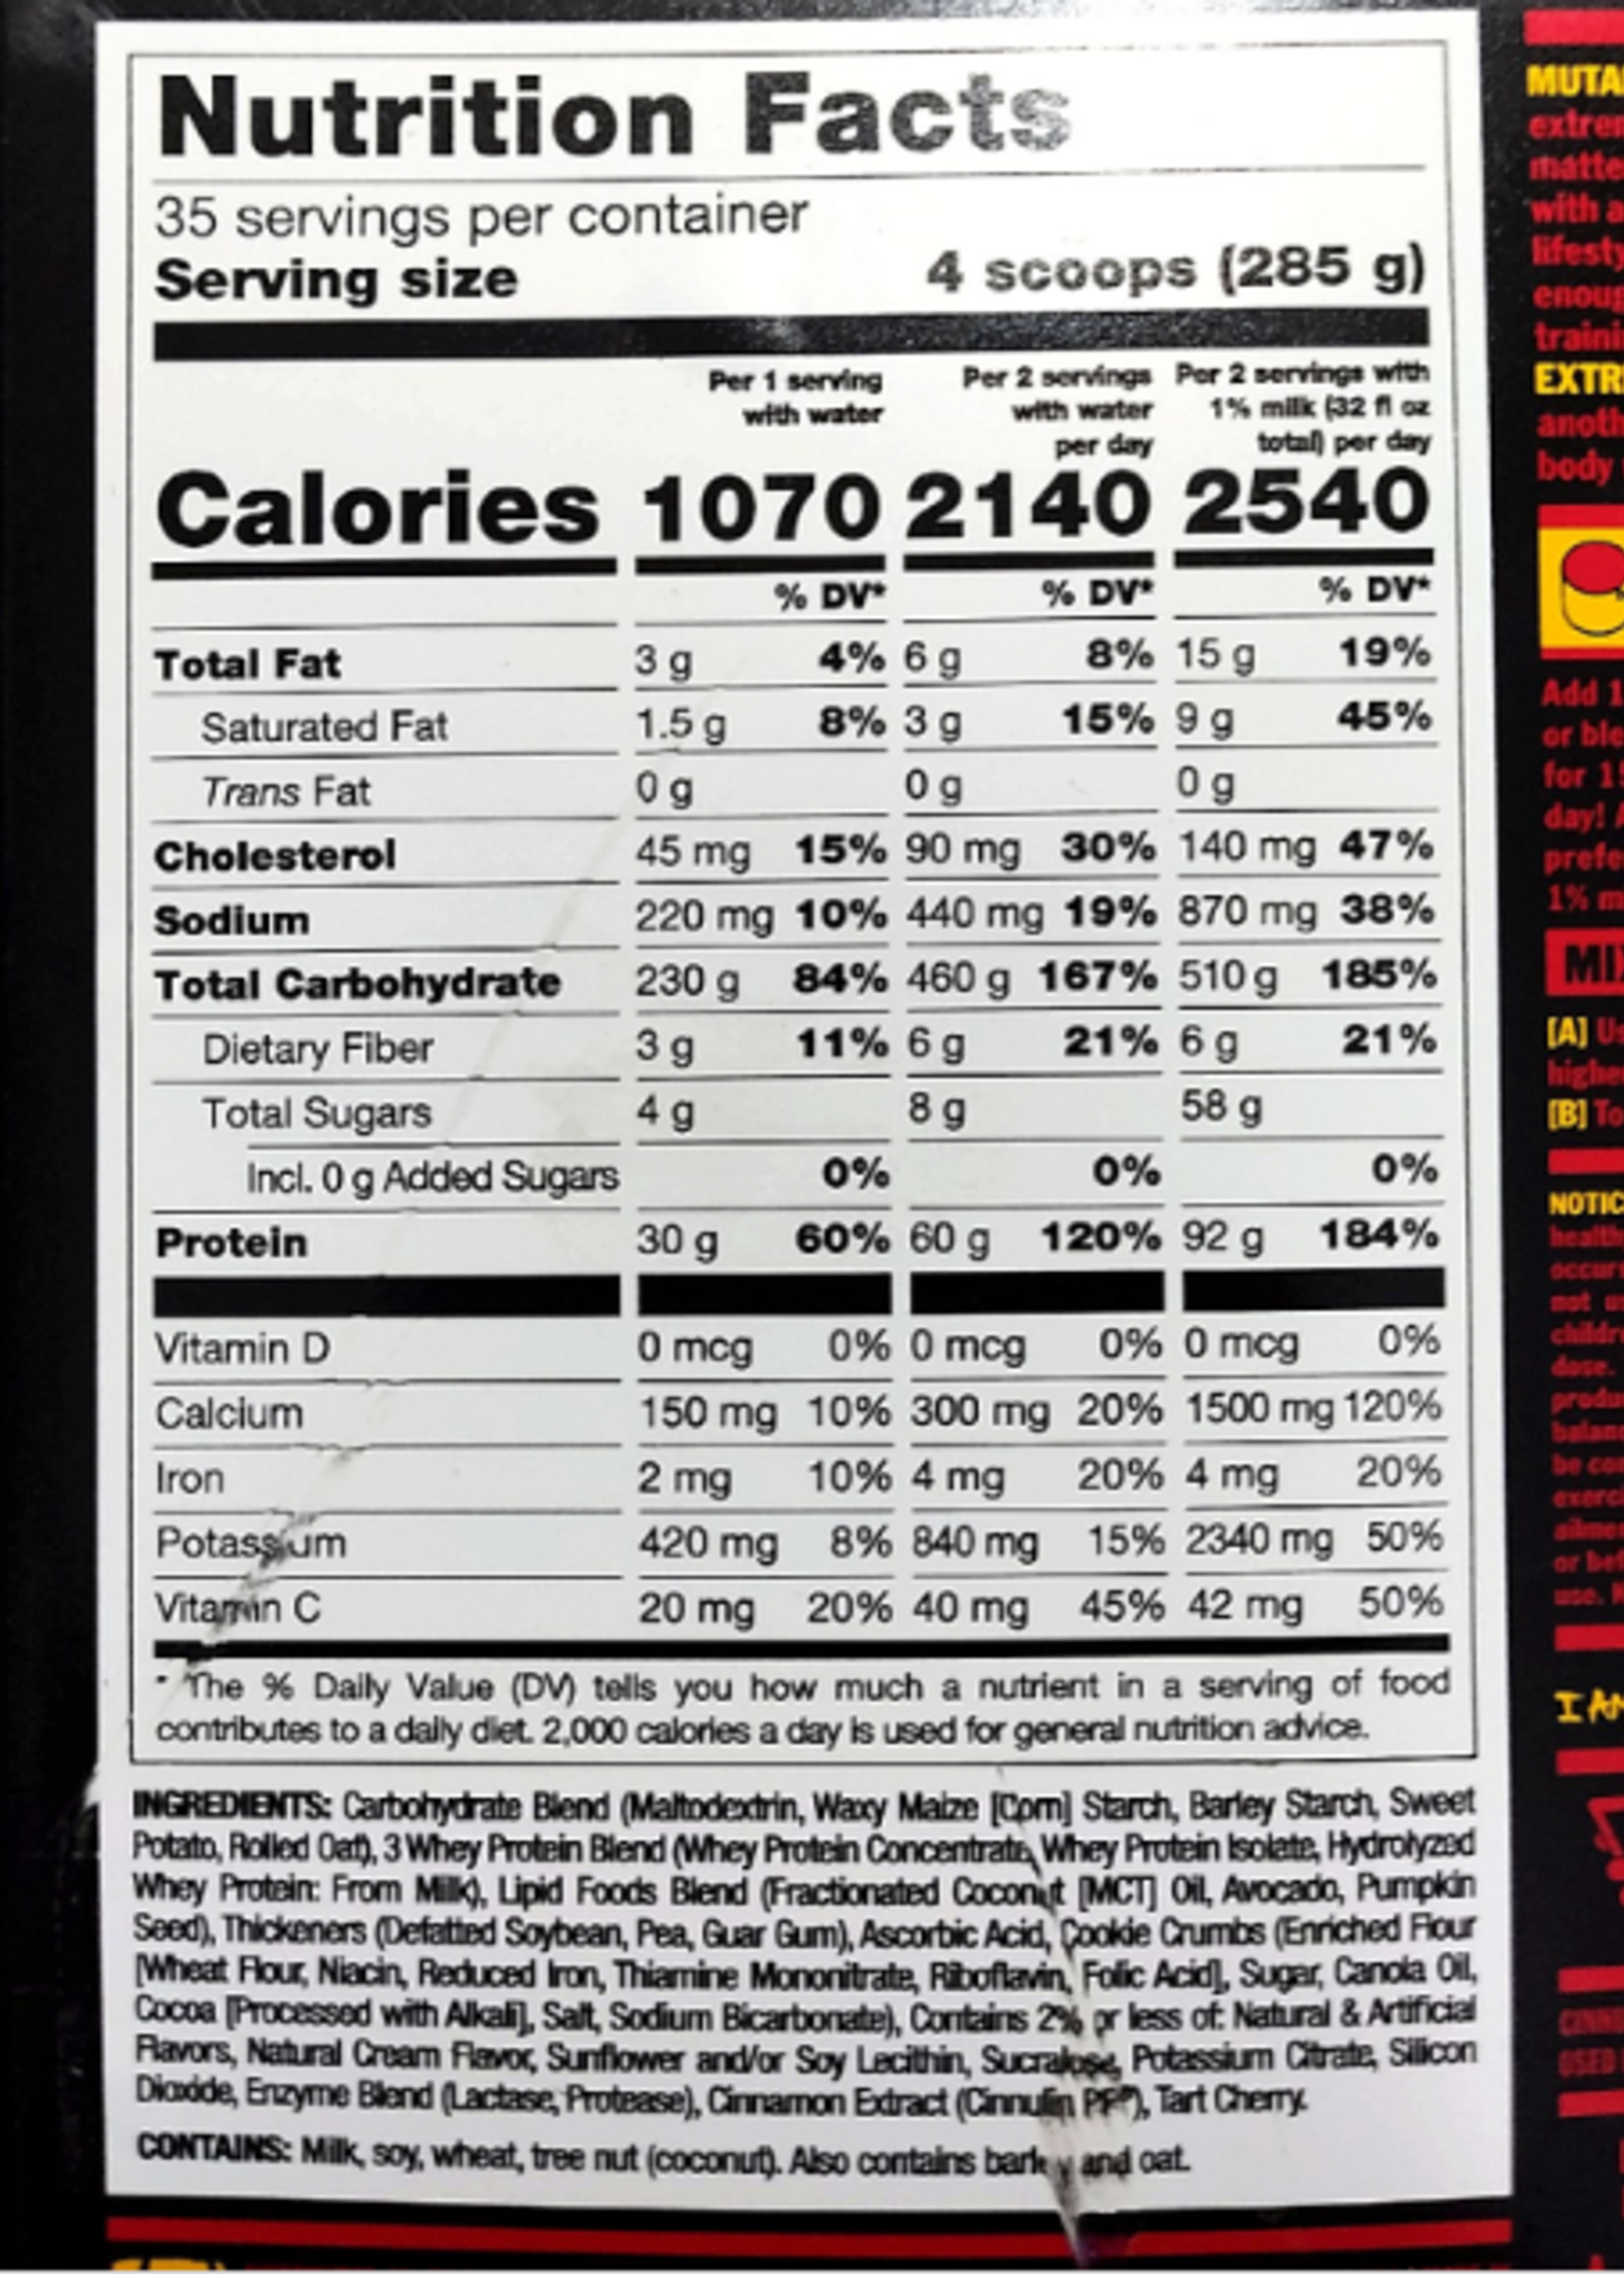 Nutrition Facts
35 servings per container
Serving size 4 scoops (285 g)
Per 1 serving with water Per 2 servings with water per day Per 2 servings with 1% milk (32 fl oz total) per day
Calories 1070 2140 2540
% DV* % DV* % DV*
Total Fat 3 g 4% 6 g 8% 15 g 19%
Saturated Fat 1.5 g 8% 3 g 15% 9 g 45%
Trans Fat 0 g 0 g 0 g
Cholesterol 45 mg 15% 90 mg 30% 140 mg 47%
Sodium 220 mg 10% 440 mg 19% 870 mg 38%
Total Carbohydrate 230 g 84% 460 g 167% 510 g 185%
Dietary Fiber 3 g 11% 6 g 21% 6 g 21%
Total Sugars 4 g 8 g 58 g
Incl. 0 g Added Sugars 0% 0% 0%
Protein 30 g 60% 60 g 120% 92 g 184%
Vitamin D 0 mcg 0% 0 mcg 0% 0 mcg 0%
Calcium 150 mg 10% 300 mg 20% 1500 mg 120%
Iron 2 mg 10% 4 mg 20% 4 mg 20%
Potassium 420 mg 8% 840 mg 15% 2340 mg 50%
Vitamin C 20 mg 20% 40 mg 45% 42 mg 50%
* The % Daily Value (DV) tells you how much a nutrient in a serving of food
contributes to a daily diet. 2,000 calories a day is used for general nutrition advice.
INGREDIENTS: Carbohydrate Blend (Maltodextrin, Waxy Maize [Corn] Starch, Barley Starch, Sweet
Potato, Rolled Oat), 3 Whey Protein Blend (Whey Protein Concentrate, Whey Protein Isolate, Hydrolyzed
Whey Protein: From Milk), Lipid Foods Blend (Fractionated Coconut [MCT] Oil, Avocado, Pumpkin
Seed), Thickeners (Defatted Soybean, Pea, Guar Gum), Ascorbic Acid, Cookie Crumbs (Enriched Flour
[Wheat Flour, Niacin, Reduced Iron, Thiamine Mononitrate, Riboflavin, Folic Acid], Sugar, Canola Oil,
Cocoa [Processed with Alkali], Salt, Sodium Bicarbonate), Contains 2% or less of: Natural & Artificial
Flavors, Natural Cream Flavor, Sunflower and/or Soy Lecithin, Sucralose, Potassium Citrate, Silicon
Dioxide, Enzyme Blend (Lactase, Protease), Cinnamon Extract (Cinnulin PF®), Tart Cherry.
CONTAINS: Milk, soy, wheat, tree nut (coconut). Also contains barley and oat.
with a
body
Add 1
[A]
[B] To